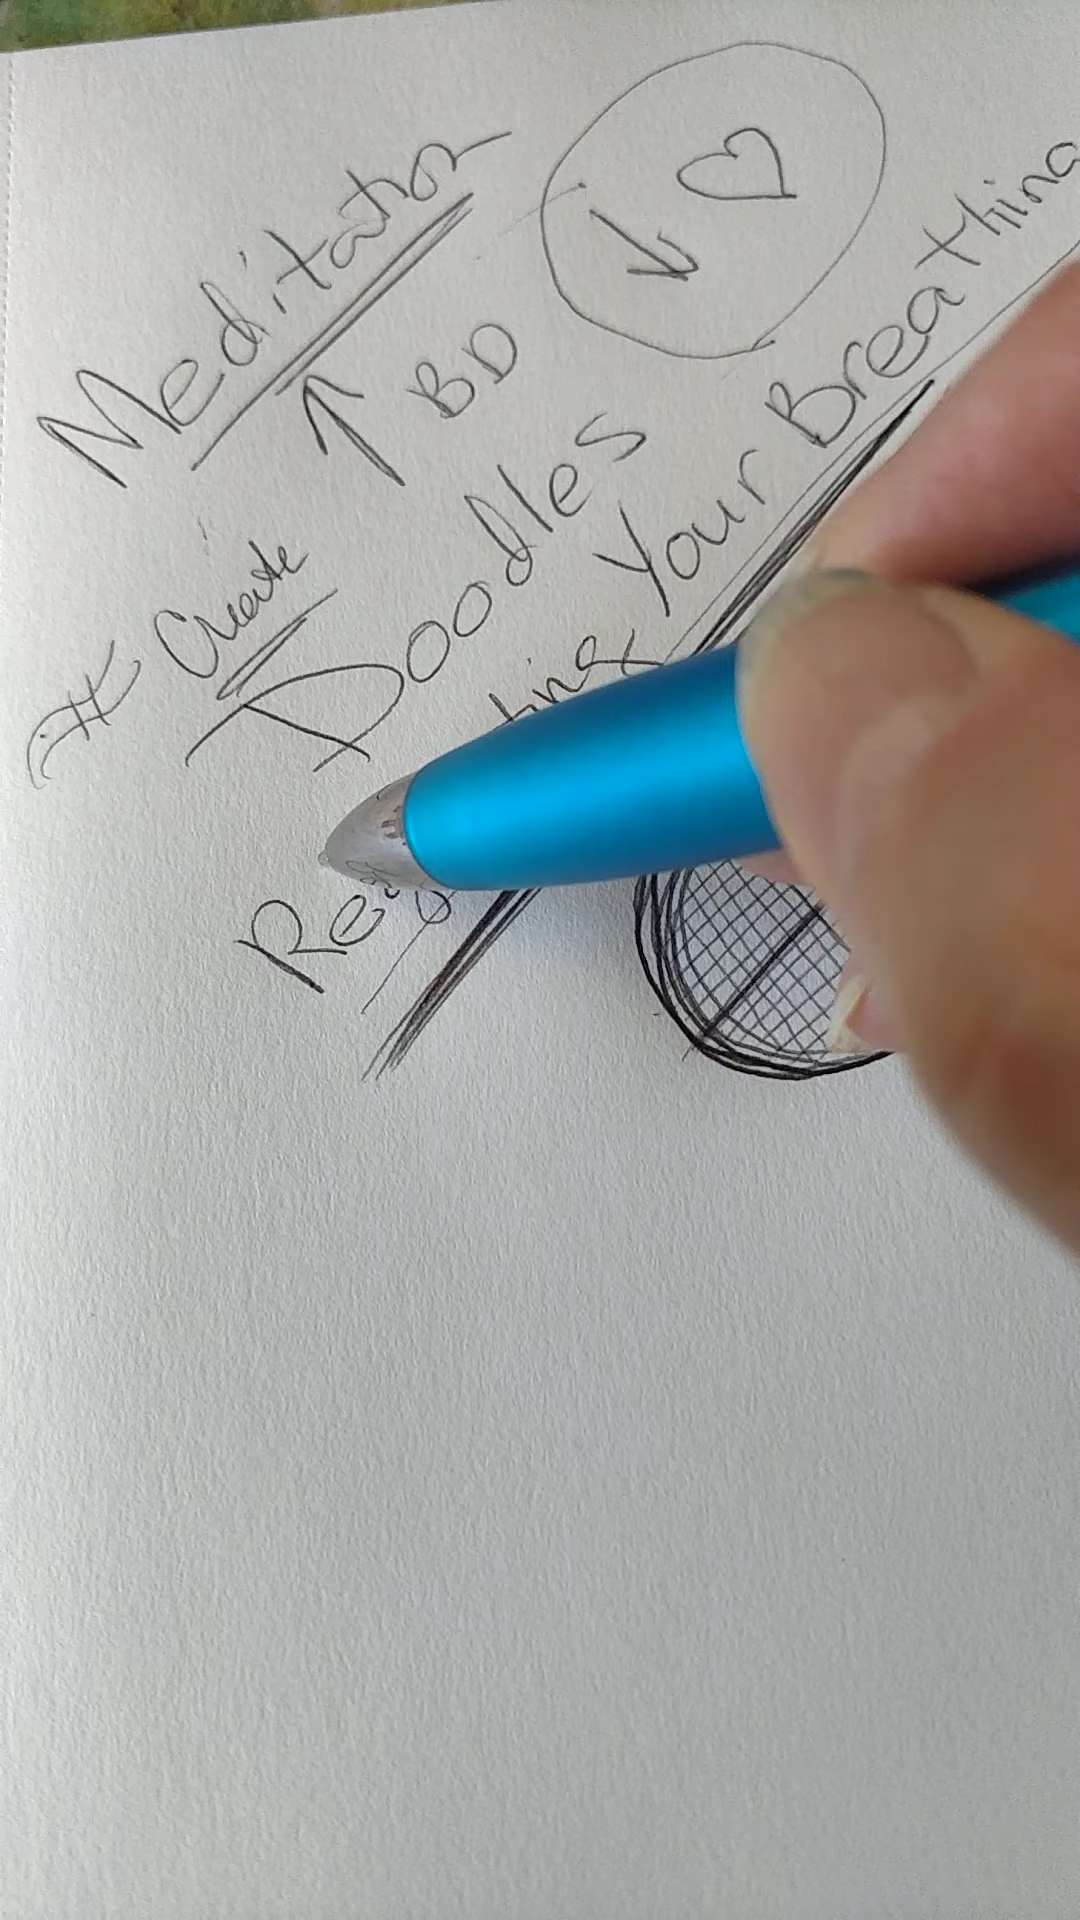 Meditation
↑ BD
# Create
Doodles
Your Breathing